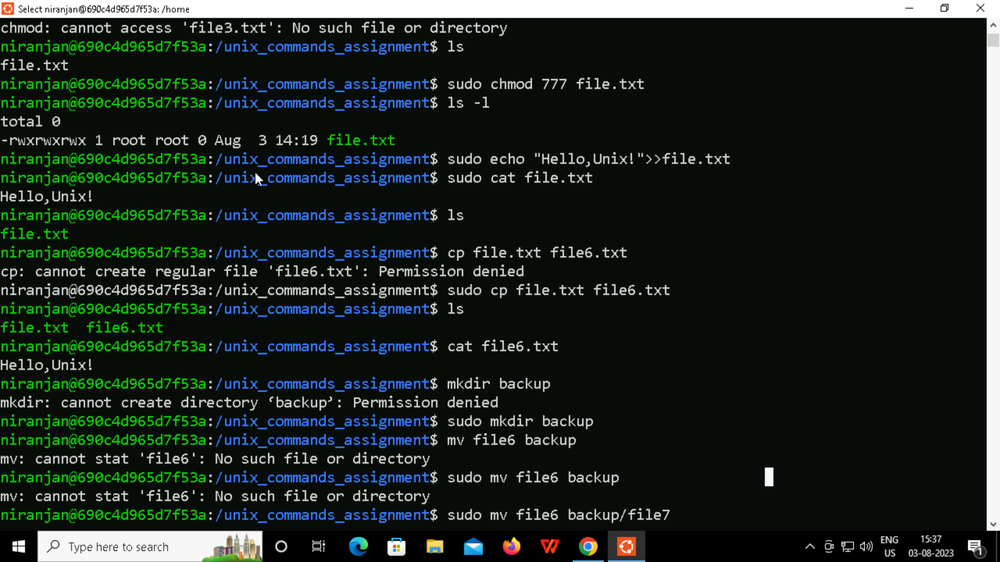 Select niranjan@690c4d965d7f53a: /home
chmod: cannot access 'file3.txt': No such file or directory
niranjan@690c4d965d7f53a:/unix_commands_assignment$ ls
file.txt
niranjan@690c4d965d7f53a:/unix_commands_assignment$ sudo chmod 777 file.txt
niranjan@690c4d965d7f53a:/unix_commands_assignment$ ls -l
total 0
-rwxrwxrwx 1 root root 0 Aug  3 14:19 file.txt
niranjan@690c4d965d7f53a:/unix_commands_assignment$ sudo echo "Hello,Unix!">>file.txt
niranjan@690c4d965d7f53a:/unix_commands_assignment$ sudo cat file.txt
Hello,Unix!
niranjan@690c4d965d7f53a:/unix_commands_assignment$ ls
file.txt
niranjan@690c4d965d7f53a:/unix_commands_assignment$ cp file.txt file6.txt
cp: cannot create regular file 'file6.txt': Permission denied
niranjan@690c4d965d7f53a:/unix_commands_assignment$ sudo cp file.txt file6.txt
niranjan@690c4d965d7f53a:/unix_commands_assignment$ ls
file.txt  file6.txt
niranjan@690c4d965d7f53a:/unix_commands_assignment$ cat file6.txt
Hello,Unix!
niranjan@690c4d965d7f53a:/unix_commands_assignment$ mkdir backup
mkdir: cannot create directory ‘backup’: Permission denied
niranjan@690c4d965d7f53a:/unix_commands_assignment$ sudo mkdir backup
niranjan@690c4d965d7f53a:/unix_commands_assignment$ mv file6 backup
mv: cannot stat 'file6': No such file or directory
niranjan@690c4d965d7f53a:/unix_commands_assignment$ sudo mv file6 backup
mv: cannot stat 'file6': No such file or directory
niranjan@690c4d965d7f53a:/unix_commands_assignment$ sudo mv file6 backup/file7
Type here to search
ENG
US
15:37
03-08-2023
1